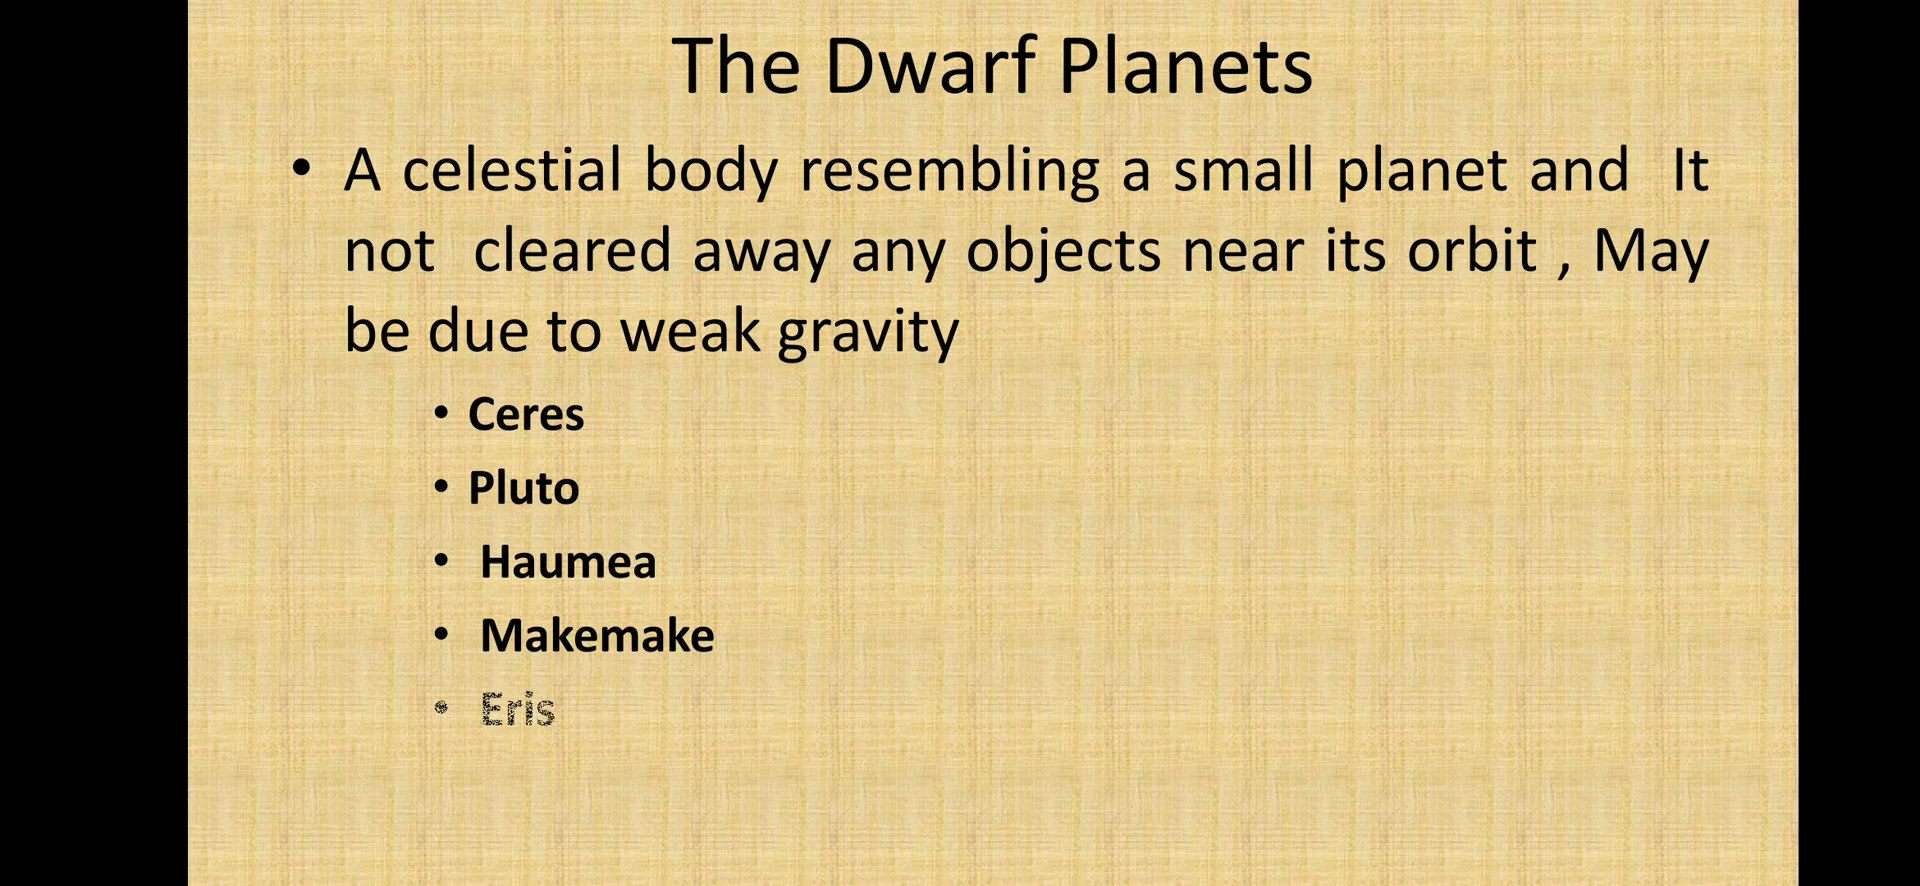 The Dwarf Planets
• A celestial body resembling a small planet and It
not cleared away any objects near its orbit , May
be due to weak gravity
• Ceres
• Pluto
• Haumea
• Makemake
• Eris